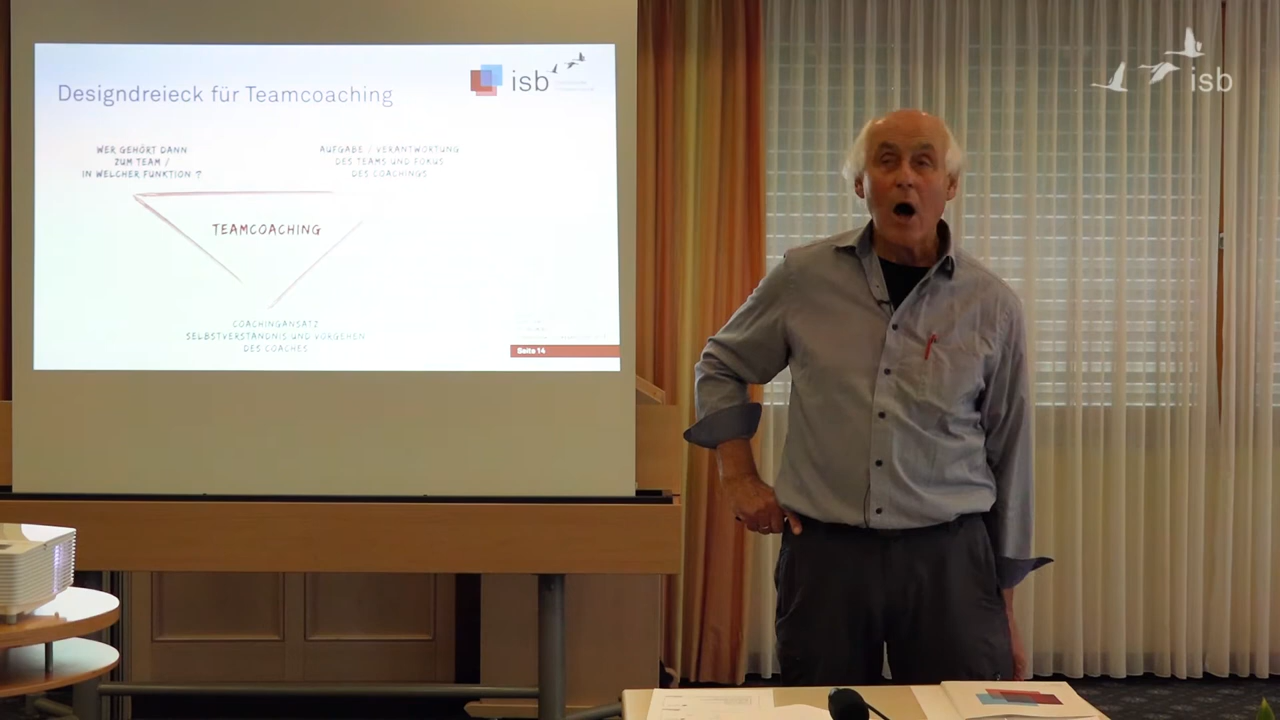 Designdreieck für Teamcoaching
isb
WER GEHÖRT DANN
ZUM TEAM /
IN WELCHER FUNKTION ?
AUFGABE / VERANTWORTUNG
DES TEAMS UND FOKUS
DES COACHINGS
TEAMCOACHING
COACHINGANSATZ
SELBSTVERSTÄNDNIS UND VORGEHEN
DES COACHES
Seite 14
isb